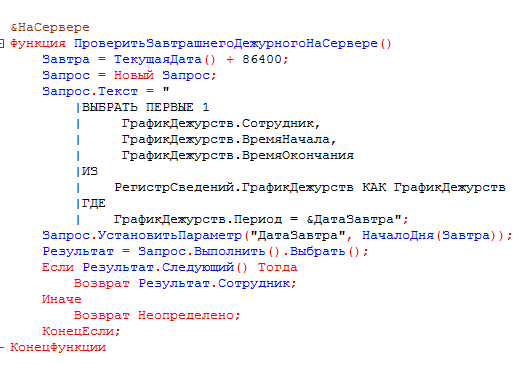 &НаСервере
Функция ПроверитьЗавтрашнегоДежурногоНаСервере()
    Завтра = ТекущаяДата() + 86400;
    Запрос = Новый Запрос;
    Запрос.Текст = "
        |ВЫБРАТЬ ПЕРВЫЕ 1
        |     ГрафикДежурств.Сотрудник,
        |     ГрафикДежурств.ВремяНачала,
        |     ГрафикДежурств.ВремяОкончания
        |ИЗ
        |    РегистрСведений.ГрафикДежурств КАК ГрафикДежурств
        |ГДЕ
        |    ГрафикДежурств.Период = &ДатаЗавтра";
    Запрос.УстановитьПараметр("ДатаЗавтра", НачалоДня(Завтра));
    Результат = Запрос.Выполнить().Выбрать();
    Если Результат.Следующий() Тогда
        Возврат Результат.Сотрудник;
    Иначе
        Возврат Неопределено;
    КонецЕсли;
КонецФункции